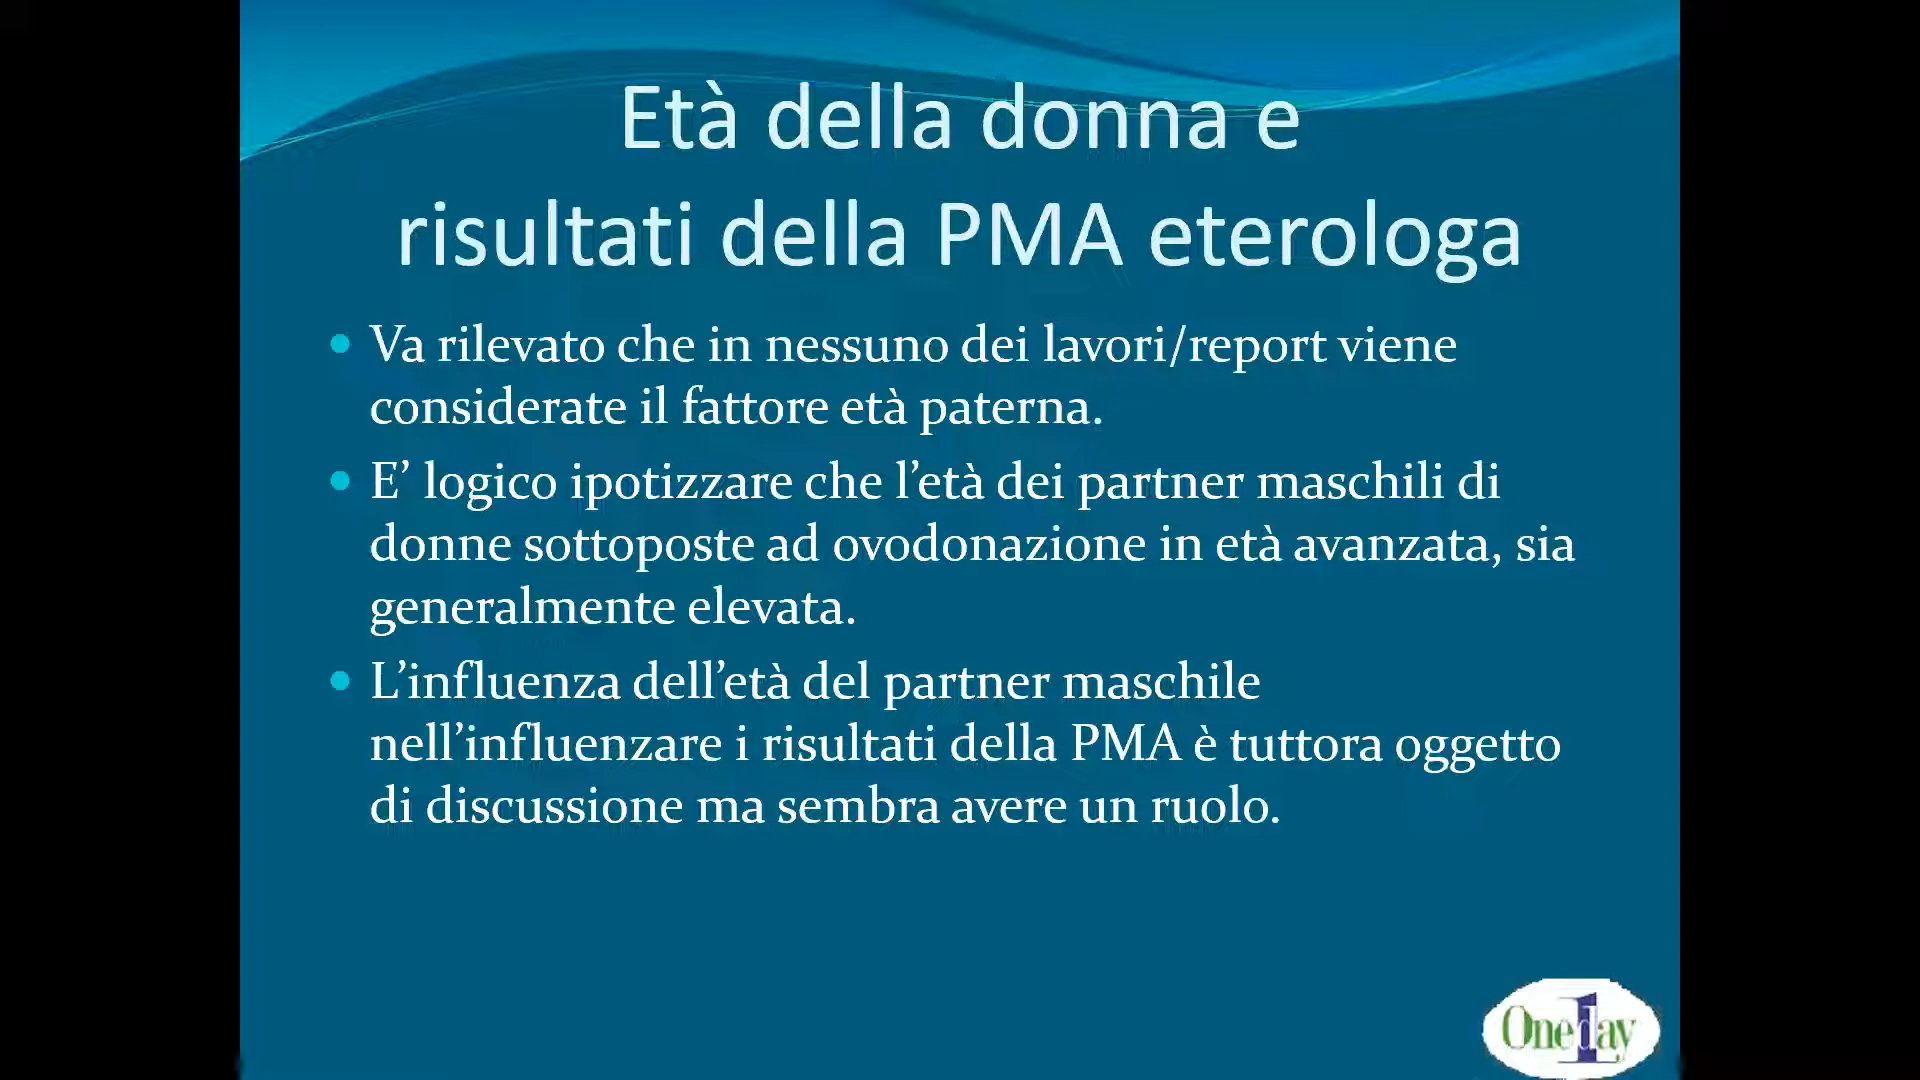 Età della donna e
risultati della PMA eterologa
Va rilevato che in nessuno dei lavori/report viene
considerate il fattore età paterna.
E’ logico ipotizzare che l’età dei partner maschili di
donne sottoposte ad ovodonazione in età avanzata, sia
generalmente elevata.
L’influenza dell’età del partner maschile
nell’influenzare i risultati della PMA è tuttora oggetto
di discussione ma sembra avere un ruolo.
One1day